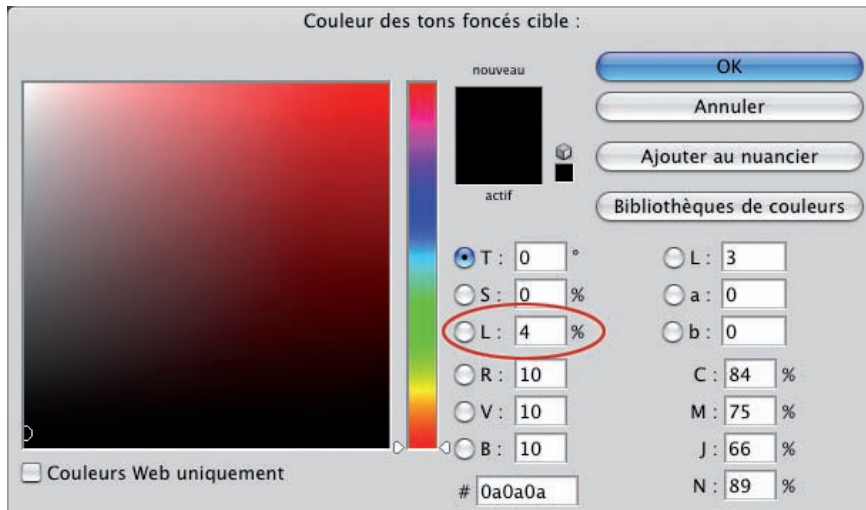 Couleur des tons foncés cible :
nouveau
actif
OK
Annuler
Ajouter au nuancier
Bibliothèques de couleurs
T : 0 °
S : 0 %
L : 4 %
R : 10
V : 10
B : 10
# 0a0a0a
L : 3
a : 0
b : 0
C : 84 %
M : 75 %
J : 66 %
N : 89 %
Couleurs Web uniquement